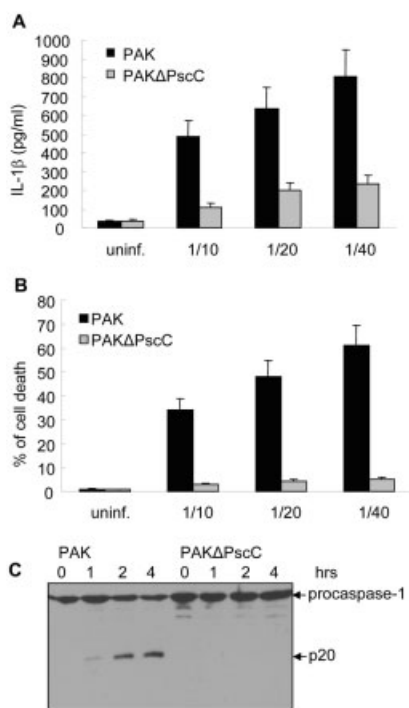 A
1000
900
800
700
600
500
400
300
200
100
0
IL-1β (pg/ml)
PAK
PAKΔPscC
uninf. 1/10 1/20 1/40
B
80
70
60
50
40
30
20
10
0
% of cell death
PAK
PAKΔPscC
uninf. 1/10 1/20 1/40
C
PAK PAKΔPscC
0 1 2 4 0 1 2 4 hrs
procaspase-1
p20